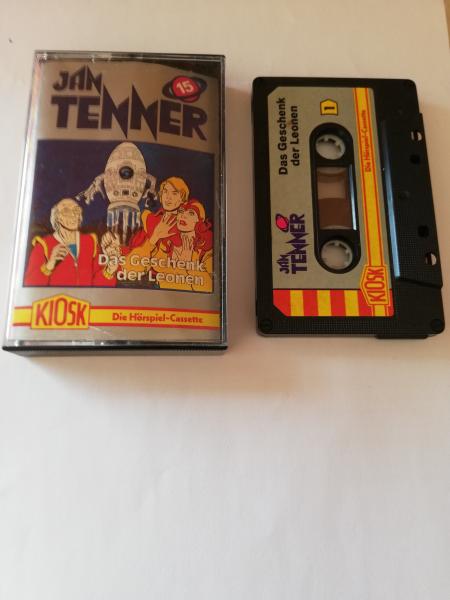 JAN
TENNER
15
Das Geschenk
der Leonen
KIOSK
Die Hörspiel-Cassette
JAN
TENNER
Das Geschenk
der Leonen
1
KIOSK
Die Hörspiel-Cassette